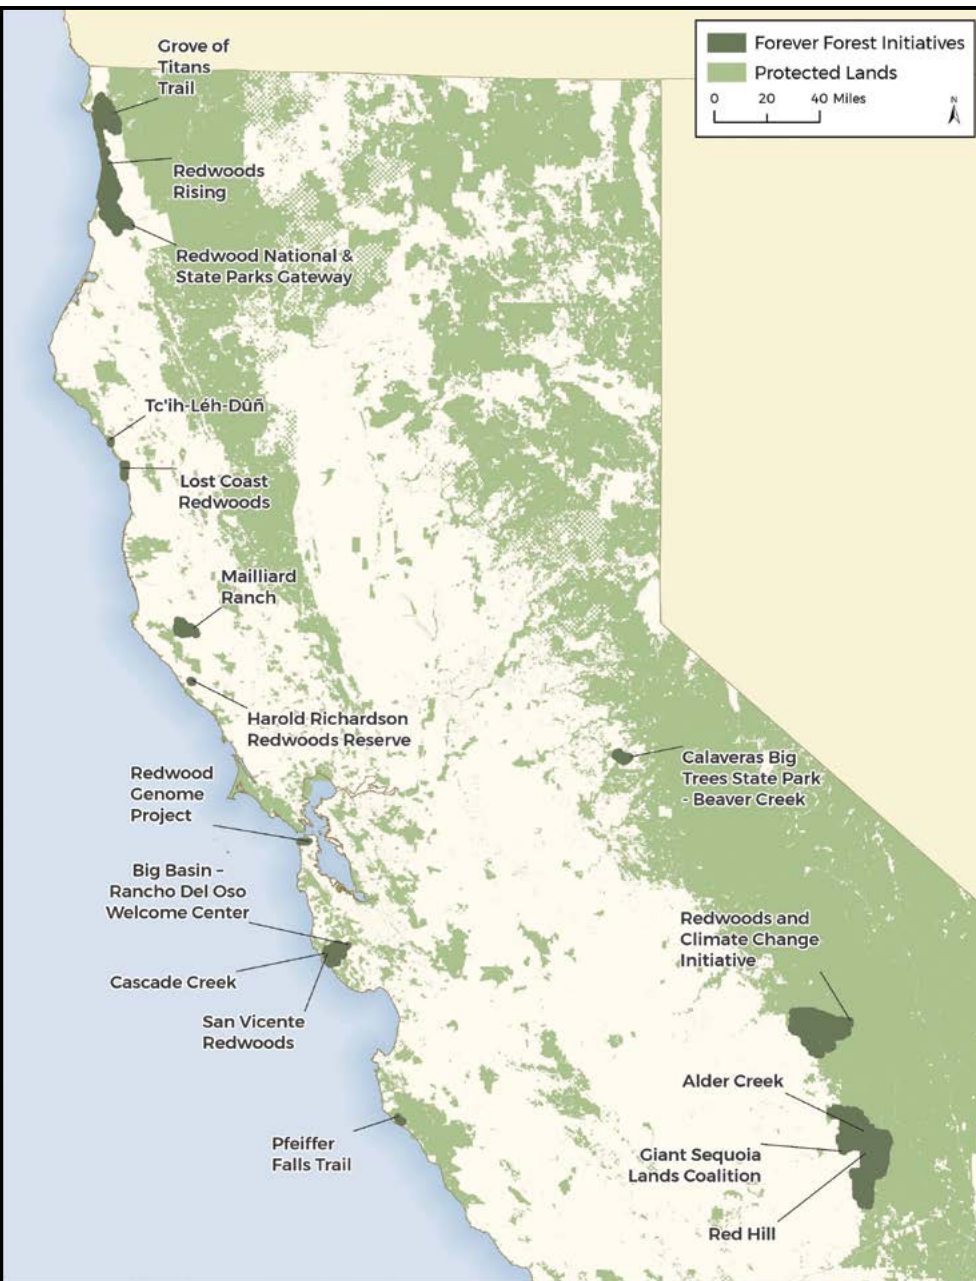 Forever Forest Initiatives
Protected Lands
0 20 40 Miles
N
Grove of
Titans
Trail
Redwoods
Rising
Redwood National &
State Parks Gateway
Tc'ih-Léh-Dûñ
Lost Coast
Redwoods
Mailliard
Ranch
Harold Richardson
Redwoods Reserve
Redwood
Genome
Project
Big Basin –
Rancho Del Oso
Welcome Center
Cascade Creek
San Vicente
Redwoods
Pfeiffer
Falls Trail
Calaveras Big
Trees State Park
- Beaver Creek
Redwoods and
Climate Change
Initiative
Alder Creek
Giant Sequoia
Lands Coalition
Red Hill